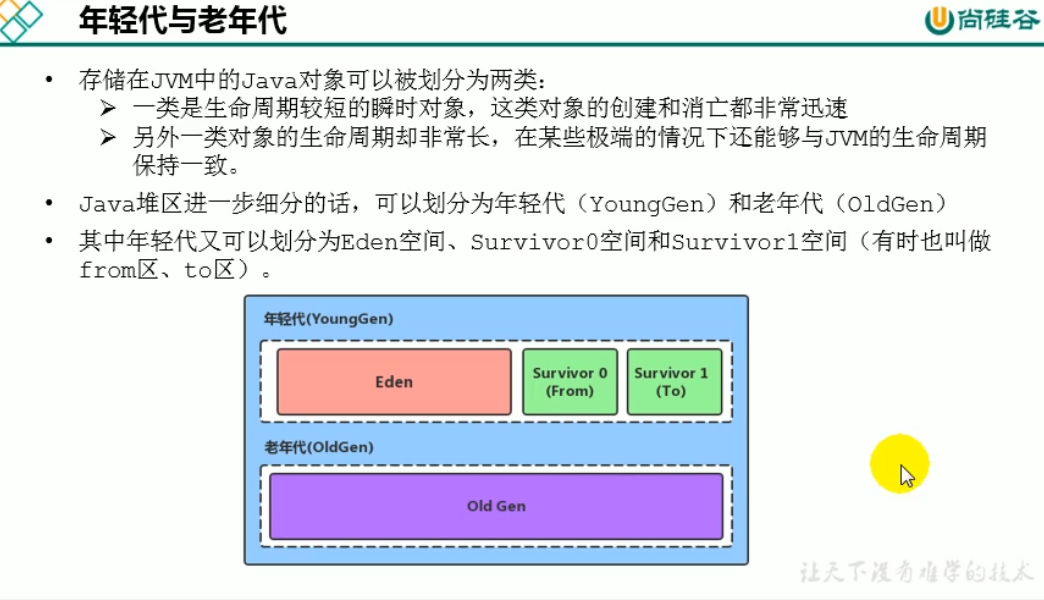 年轻代与老年代
尚硅谷
• 存储在JVM中的Java对象可以被划分为两类：
➢ 一类是生命周期较短的瞬时对象，这类对象的创建和消亡都非常迅速
➢ 另外一类对象的生命周期却非常长，在某些极端的情况下还能够与JVM的生命周期
保持一致。
• Java堆区进一步细分的话，可以划分为年轻代（YoungGen）和老年代（OldGen）
• 其中年轻代又可以划分为Eden空间、Survivor0空间和Survivor1空间（有时也叫做
from区、to区）。
年轻代(YoungGen)
Eden
Survivor 0
(From)
Survivor 1
(To)
老年代(OldGen)
Old Gen
让天下没有难学的技术